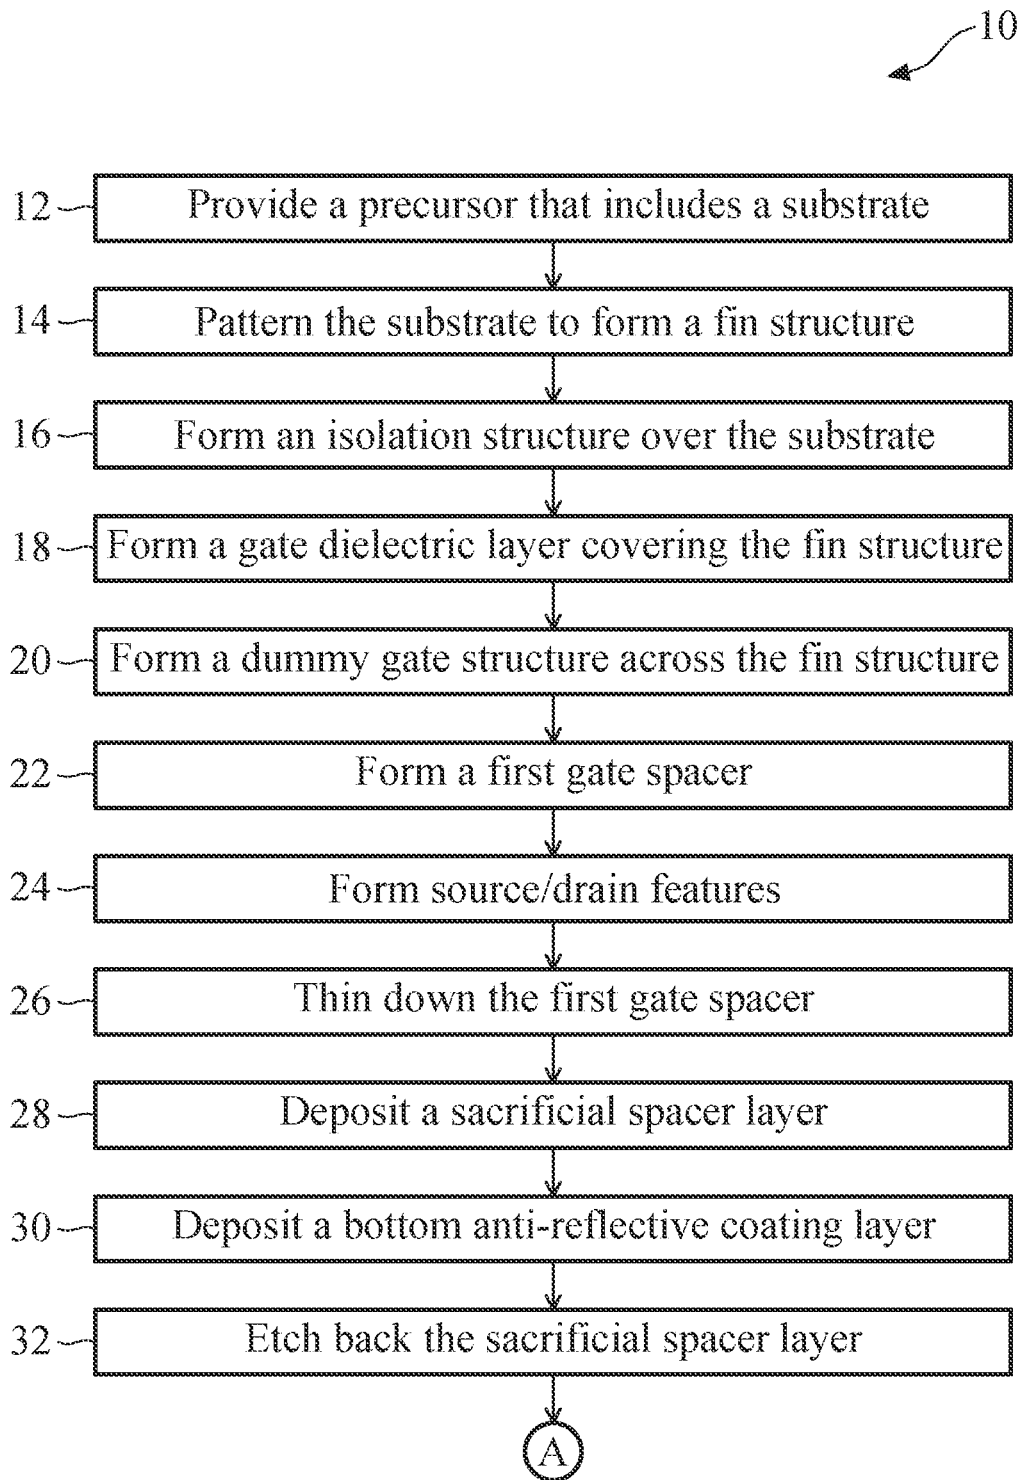 10
12 Provide a precursor that includes a substrate
14 Pattern the substrate to form a fin structure
16 Form an isolation structure over the substrate
18 Form a gate dielectric layer covering the fin structure
20 Form a dummy gate structure across the fin structure
22 Form a first gate spacer
24 Form source/drain features
26 Thin down the first gate spacer
28 Deposit a sacrificial spacer layer
30 Deposit a bottom anti-reflective coating layer
32 Etch back the sacrificial spacer layer
A